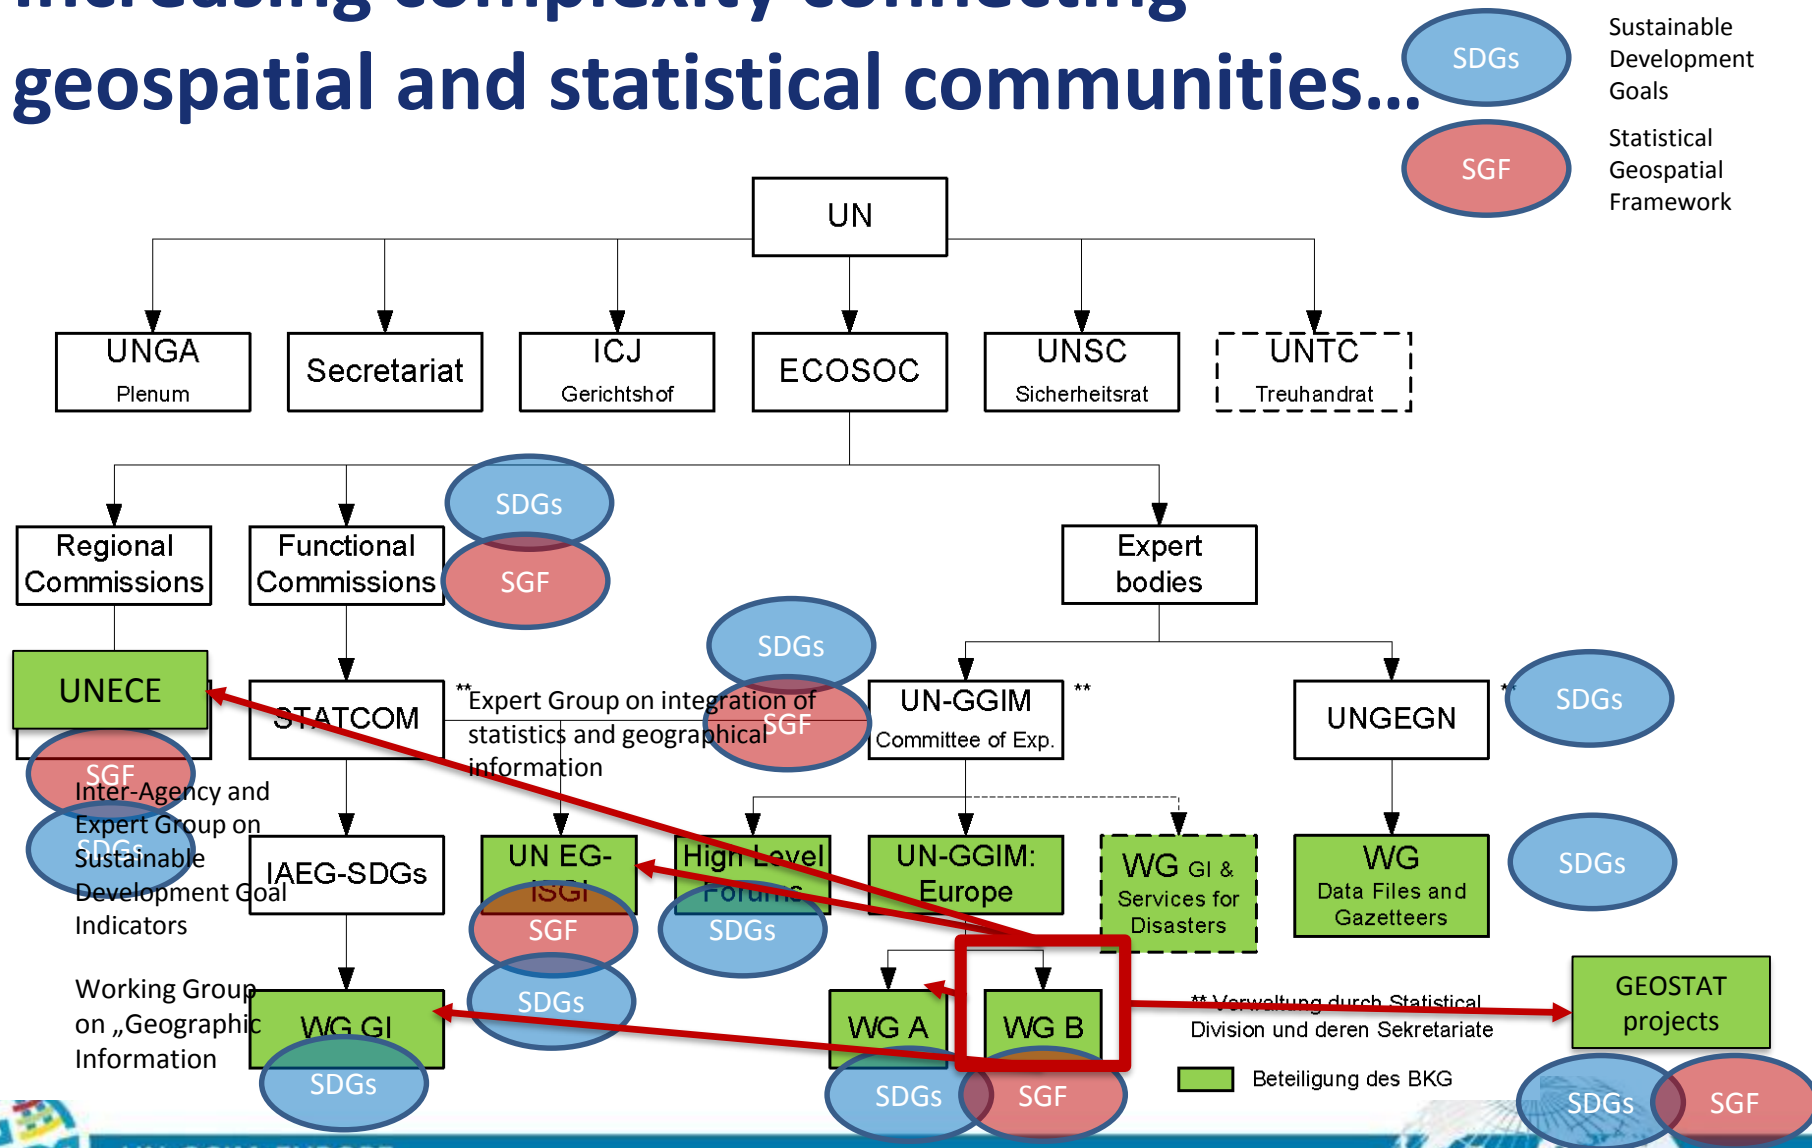 increasing complexity connecting
geospatial and statistical communities...
SDGs
Sustainable
Development
Goals
SGF
Statistical
Geospatial
Framework
UN
UNGA
Plenum
Secretariat
ICJ
Gerichtshof
ECOSOC
UNSC
Sicherheitsrat
UNTC
Treuhandrat
Regional
Commissions
Functional
Commissions
SDGs
SGF
Expert
bodies
UNECE
SGF
SDGs
STATCOM
**
Expert Group on integration of
statistics and geographical
information
SDGs
SGF
UN-GGIM
Committee of Exp.
**
UNGEGN
**
SDGs
Inter-Agency and
Expert Group on
Sustainable
Development Goal
Indicators
IAEG-SDGs
UN EG-
ISGI
SGF
SDGs
High Level
Forums
SDGs
UN-GGIM:
Europe
WG GI &
Services for
Disasters
WG
Data Files and
Gazetteers
SDGs
Working Group
on „Geographic
Information
WG GI
SDGs
WG A
SDGs
WG B
SGF
** Verwaltung durch Statistical
Division und deren Sekretariate
Beteiligung des BKG
GEOSTAT
projects
SDGs
SGF